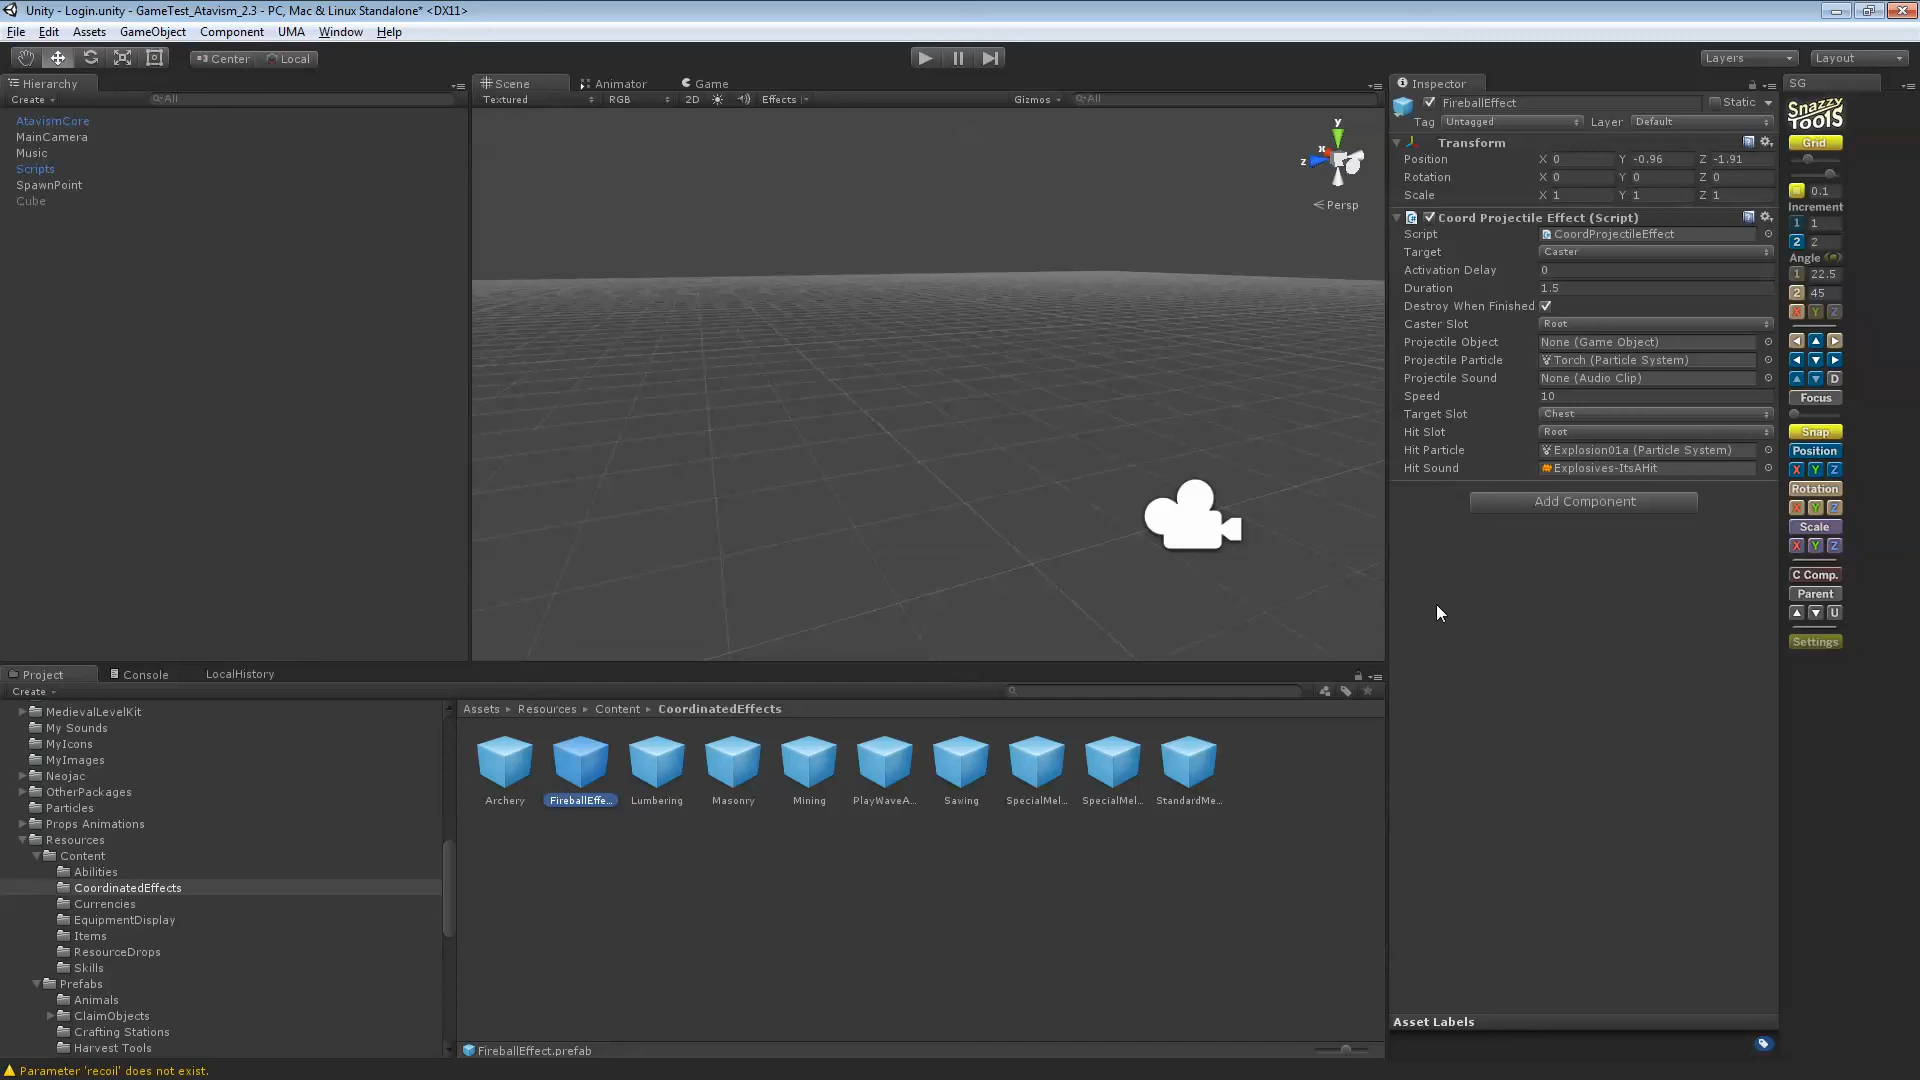 Unity - Login.unity - GameTest_Atavism_2.3 - PC, Mac & Linux Standalone* <DX11>
File Edit Assets GameObject Component UMA Window Help
Center Local Layers Layout
Hierarchy
Create All
AtavismCore
MainCamera
Music
Scripts
SpawnPoint
Cube
Scene Animator Game
Textured RGB 2D Effects Gizmos All
y
x
z
Persp
Inspector
FireballEffect Static
Tag Untagged Layer Default
Transform
Position X 0 Y -0.96 Z -1.91
Rotation X 0 Y 0 Z 0
Scale X 1 Y 1 Z 1
Coord Projectile Effect (Script)
Script CoordProjectileEffect
Target Caster
Activation Delay 0
Duration 1.5
Destroy When Finished
Caster Slot Root
Projectile Object None (Game Object)
Projectile Particle Torch (Particle System)
Projectile Sound None (Audio Clip)
Speed 10
Target Slot Chest
Hit Slot Root
Hit Particle Explosion01a (Particle System)
Hit Sound Explosives-ItsAHit
Add Component
Asset Labels
SG
Snazzy Tools
Grid
0.1
Increment
1 1
2 2
Angle
1 22.5
2 45
X Y Z
D
Focus
Snap
Position
X Y Z
Rotation
X Y Z
Scale
X Y Z
C Comp.
Parent
U
Settings
Project Console LocalHistory
Create
MedievalLevelKit
My Sounds
MyIcons
MyImages
Neojac
OtherPackages
Particles
Props Animations
Resources
Content
Abilities
CoordinatedEffects
Currencies
EquipmentDisplay
Items
ResourceDrops
Skills
Prefabs
Animals
ClaimObjects
Crafting Stations
Harvest Tools
Assets Resources Content CoordinatedEffects
Archery FireballEffe... Lumbering Masonry Mining PlayWaveA... Sawing SpecialMel... SpecialMel... StandardMe...
FireballEffect.prefab
Parameter 'recoil' does not exist.